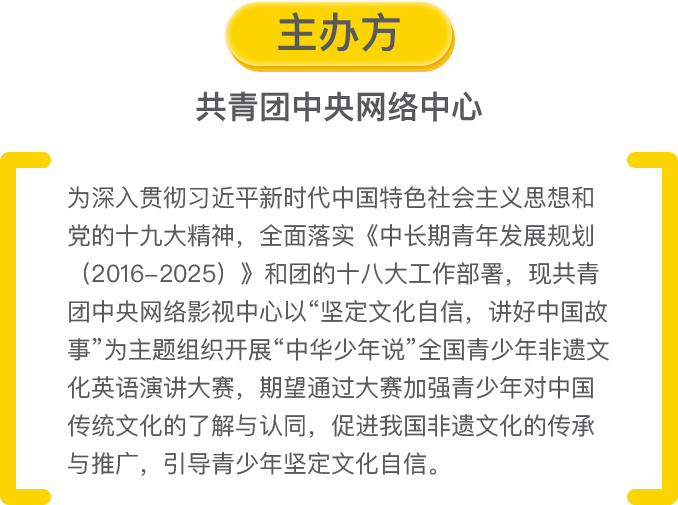 主办方
共青团中央网络中心
为深入贯彻习近平新时代中国特色社会主义思想和
党的十九大精神，全面落实《中长期青年发展规划
（2016-2025）》和团的十八大工作部署，现共青
团中央网络影视中心以“坚定文化自信，讲好中国故
事”为主题组织开展“中华少年说”全国青少年非遗文
化英语演讲大赛，期望通过大赛加强青少年对中国
传统文化的了解与认同，促进我国非遗文化的传承
与推广，引导青少年坚定文化自信。